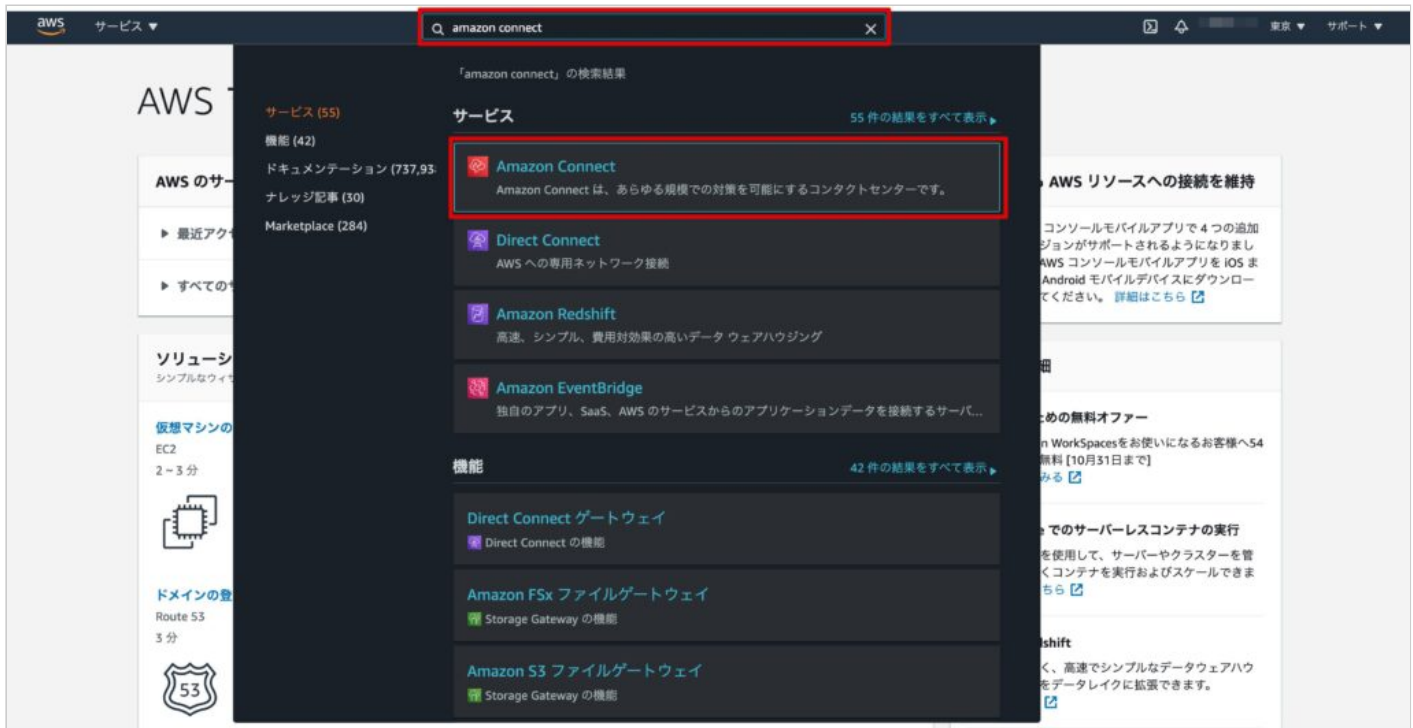 aws サービス ▼ amazon connect 東京 ▼ サポート ▼
「amazon connect」の検索結果
AWS
サービス (55)
機能 (42)
ドキュメンテーション (737,93
ナレッジ記事 (30)
Marketplace (284)
サービス 55 件の結果をすべて表示
Amazon Connect
Amazon Connect は、あらゆる規模での対策を可能にするコンタクトセンターです。
Direct Connect
AWS への専用ネットワーク接続
Amazon Redshift
高速、シンプル、費用対効果の高いデータ ウェアハウジング
Amazon EventBridge
独自のアプリ、SaaS、AWS のサービスからのアプリケーションデータを接続するサーバ...
機能 42 件の結果をすべて表示
Direct Connect ゲートウェイ
Direct Connect の機能
Amazon FSx ファイルゲートウェイ
Storage Gateway の機能
Amazon S3 ファイルゲートウェイ
Storage Gateway の機能
AWS のサー
▶ 最近アク
▶ すべての
ソリューシ
シンプルなウィ
仮想マシンの
EC2
2~3 分
ドメインの登
Route 53
3 分
53
AWS リソースへの接続を維持
コンソールモバイルアプリで 4 つの追加
ジョンがサポートされるようになりまし
AWS コンソールモバイルアプリを iOS ま
Android モバイルデバイスにダウンロー
てください。 詳細はこちら
細
ための無料オファー
n WorkSpacesをお使いになるお客様へ54
無料 [10月31日まで]
みる
e でのサーバーレスコンテナの実行
を使用して、サーバーやクラスターを管
くコンテナを実行およびスケールできま
ちら
dshift
く、高速でシンプルなデータウェアハウ
をデータレイクに拡張できます。